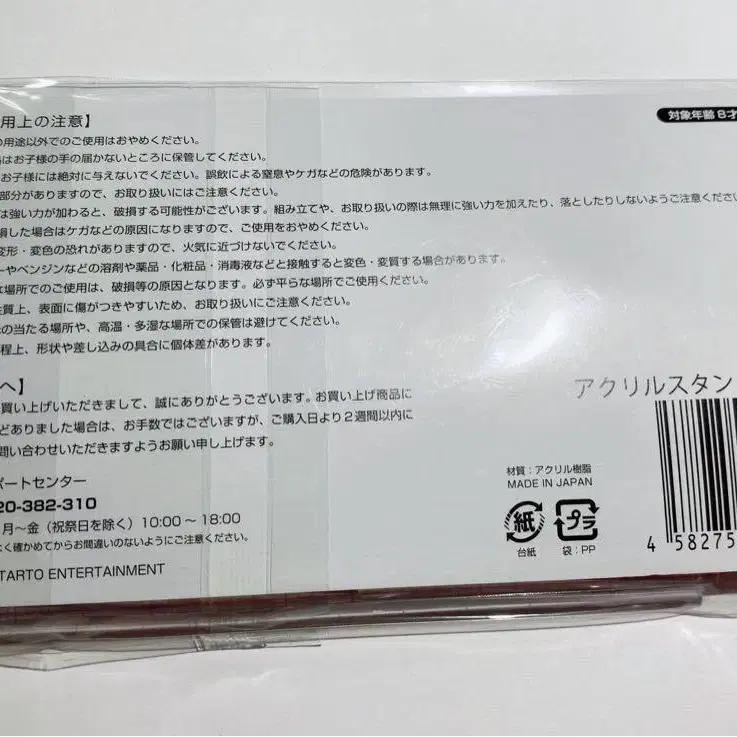 用上の注意】
対象年齢 8才
の用途以外でのご使用はおやめください。
はお子様の手の届かないところに保管してください。
お子様には絶対に与えないでください。誤飲による窒息やケガなどの危険があります。
部分がありますので、お取り扱いにはご注意ください。
は強い力が加わると、破損する可能性がございます。組み立てや、お取り扱いの際は無理に強い力を加えたり、落としたりしないようご注意くださ
損した場合はケガなどの原因になりますので、ご使用をおやめください。
変形・変色の恐れがありますので、火気に近づけないでください。
ーやベンジンなどの溶剤や薬品・化粧品・消毒液などと接触すると変色・変質する場合があります。
な場所でのご使用は、破損等の原因となります。必ず平らな場所でご使用ください。
性質上、表面に傷がつきやすいため、お取り扱いにご注意ください。
の当たる場所や、高温・多湿な場所での保管は避けてください。
程上、形状や差し込みの具合に個体差があります。
へ】
買い上げいただきまして、誠にありがとうございます。お買い上げ商品に
どありました場合は、お手数ではございますが、ご購入日より2週間以内に
問い合わせいただきますようお願い申し上げます。
ポートセンター
20-382-310
月〜金（祝祭日を除く）10:00〜18:00
よく確かめてからお間違いのないようにご注意ください。
TARTO ENTERTAINMENT
アクリルスタン
材質：アクリル樹脂
MADE IN JAPAN
紙
プラ
台紙
袋：PP
4 58275